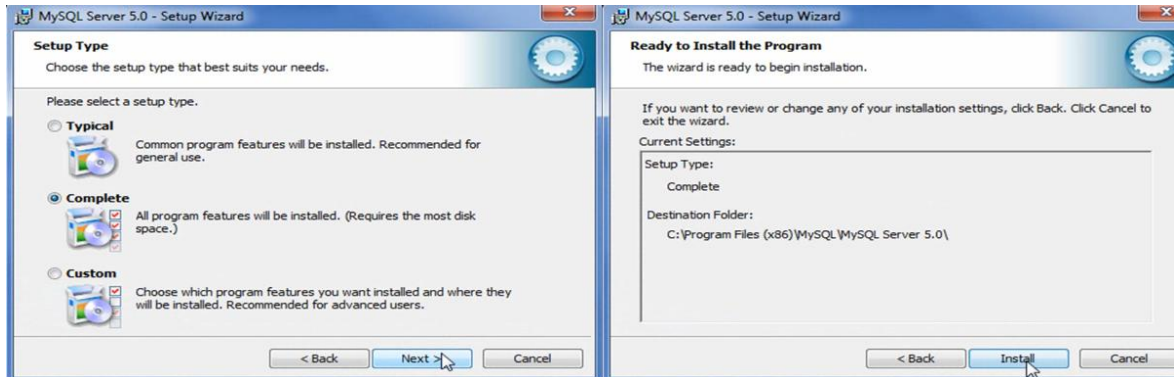 MySQL Server 5.0 - Setup Wizard
Setup Type
Choose the setup type that best suits your needs.
Please select a setup type.
Typical
Common program features will be installed. Recommended for
general use.
Complete
All program features will be installed. (Requires the most disk
space.)
Custom
Choose which program features you want installed and where they
will be installed. Recommended for advanced users.
< Back
Next >
Cancel
MySQL Server 5.0 - Setup Wizard
Ready to Install the Program
The wizard is ready to begin installation.
If you want to review or change any of your installation settings, click Back. Click Cancel to
exit the wizard.
Current Settings:
Setup Type:
Complete
Destination Folder:
C:\Program Files (x86)\MySQL\MySQL Server 5.0\
< Back
Install
Cancel